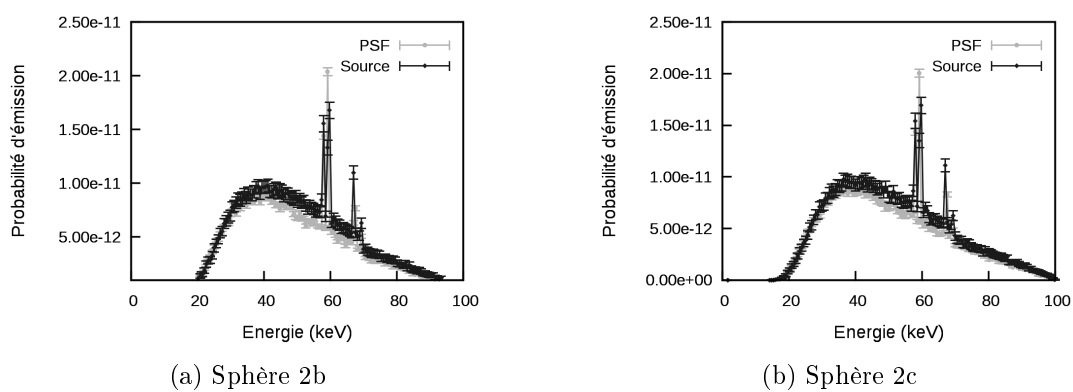 2.50e-11
2.00e-11
1.50e-11
1.00e-11
5.00e-12
Probabilité d'émission
PSF
Source
0 20 40 60 80 100
Energie (keV)
(a) Sphère 2b
2.50e-11
2.00e-11
1.50e-11
1.00e-11
5.00e-12
0.00e+00
Probabilité d'émission
PSF
Source
0 20 40 60 80 100
Energie (keV)
(b) Sphère 2c